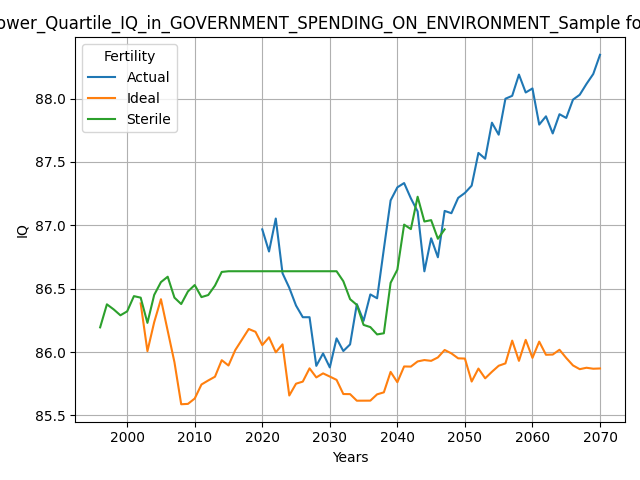 ower_Quartile_IQ_in_GOVERNMENT_SPENDING_ON_ENVIRONMENT_Sample fo
Fertility
Actual
Ideal
Sterile
88.0
87.5
87.0
86.5
86.0
85.5
IQ
2000 2010 2020 2030 2040 2050 2060 2070
Years